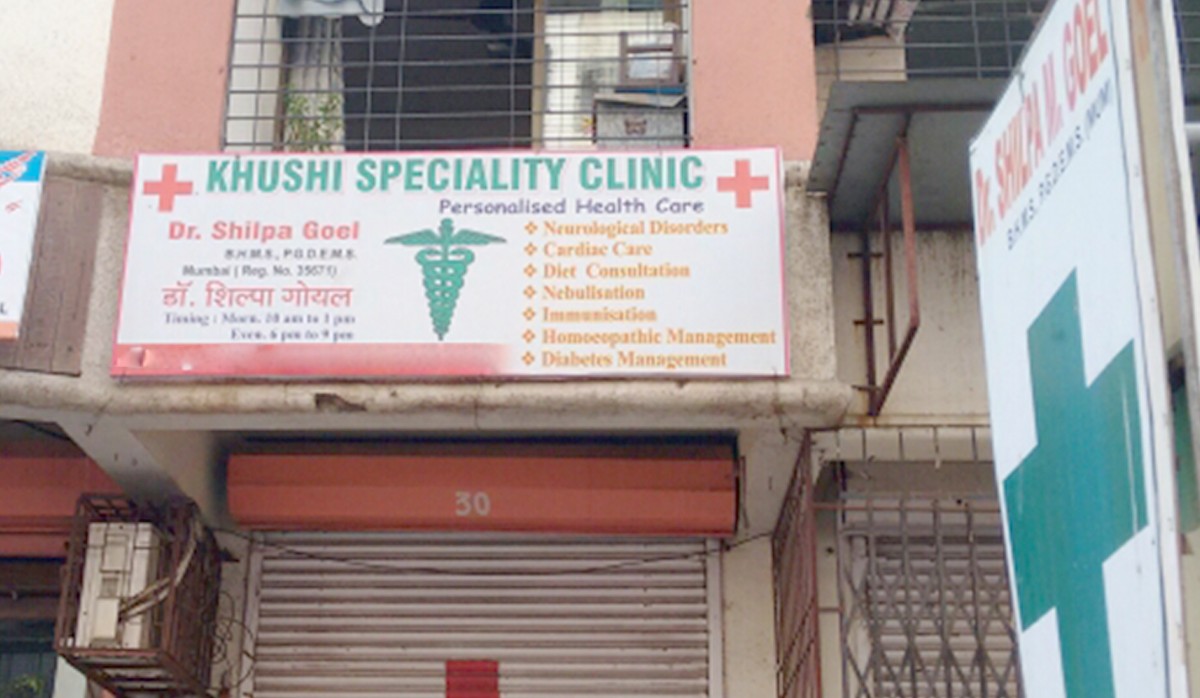 KHUSHI SPECIALITY CLINIC
Personalised Health Care
Dr. Shilpa Goel
B.H.M.S., P.G.D.E.M.S.
Mumbai ( Reg. No. 35671)
डॉ. शिल्पा गोयल
Timing : Morn. 10 am to 1 pm
Even. 6 pm to 9 pm
❖ Neurological Disorders
❖ Cardiac Care
❖ Diet Consultation
❖ Nebulisation
❖ Immunisation
❖ Homoeopathic Management
❖ Diabetes Management
30
Dr. SHILPA M. GOEL
B.H.M.S., P.G.D.E.M.S. (MUM)